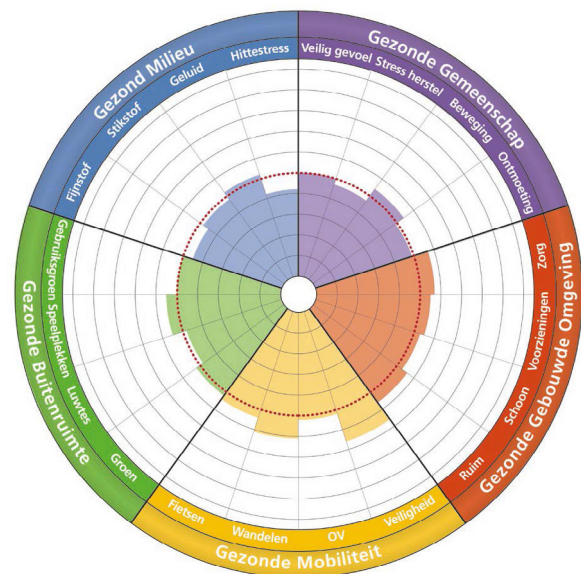 Gezonde Gemeenschap
Veilig gevoel
Stress herstel
Beweging
Ontmoeting
Gezonde Gebouwde Omgeving
Zorg
Voorzieningen
Schoon
Ruim
Gezonde Mobiliteit
Veiligheid
OV
Wandelen
Fietsen
Gezonde Buitenruimte
Groen
Luwtes
Speelplekken
Gebruiksgroen
Gezond Milieu
Fijnstof
Stikstof
Geluid
Hittestress